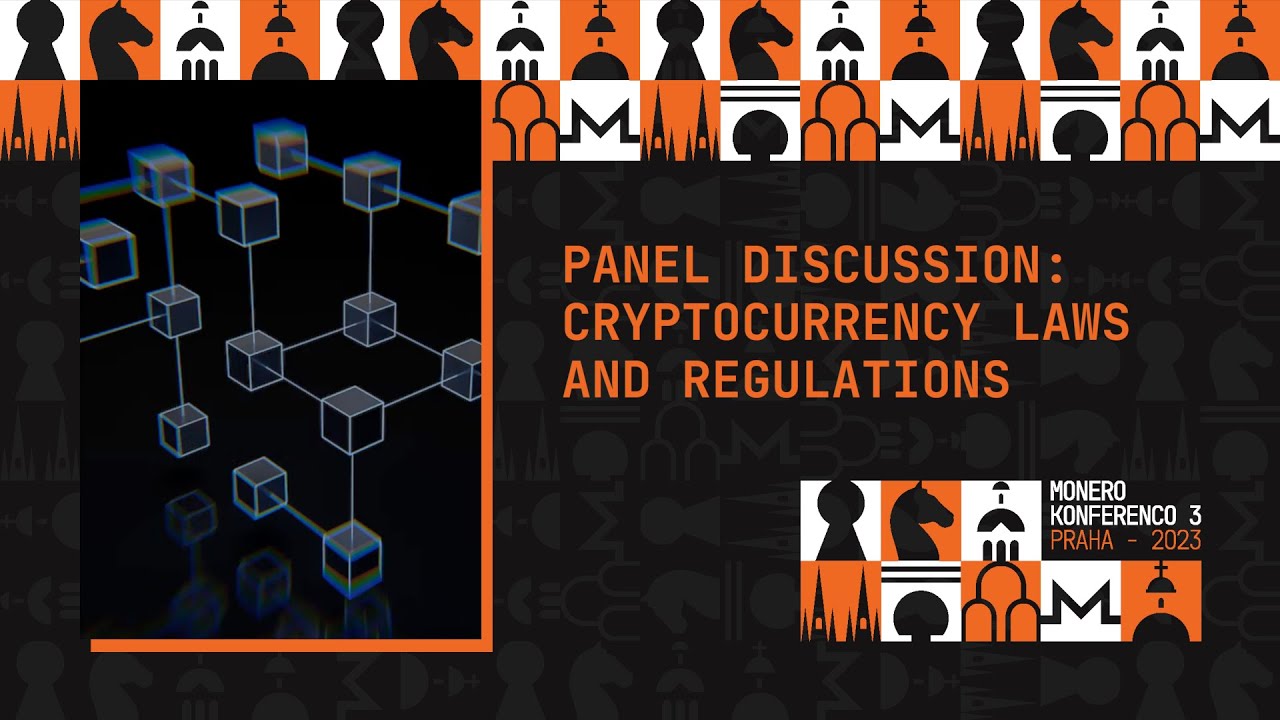 PANEL DISCUSSION:
CRYPTOCURRENCY LAWS
AND REGULATIONS
MONERO
KONFERENCO 3
PRAHA - 2023